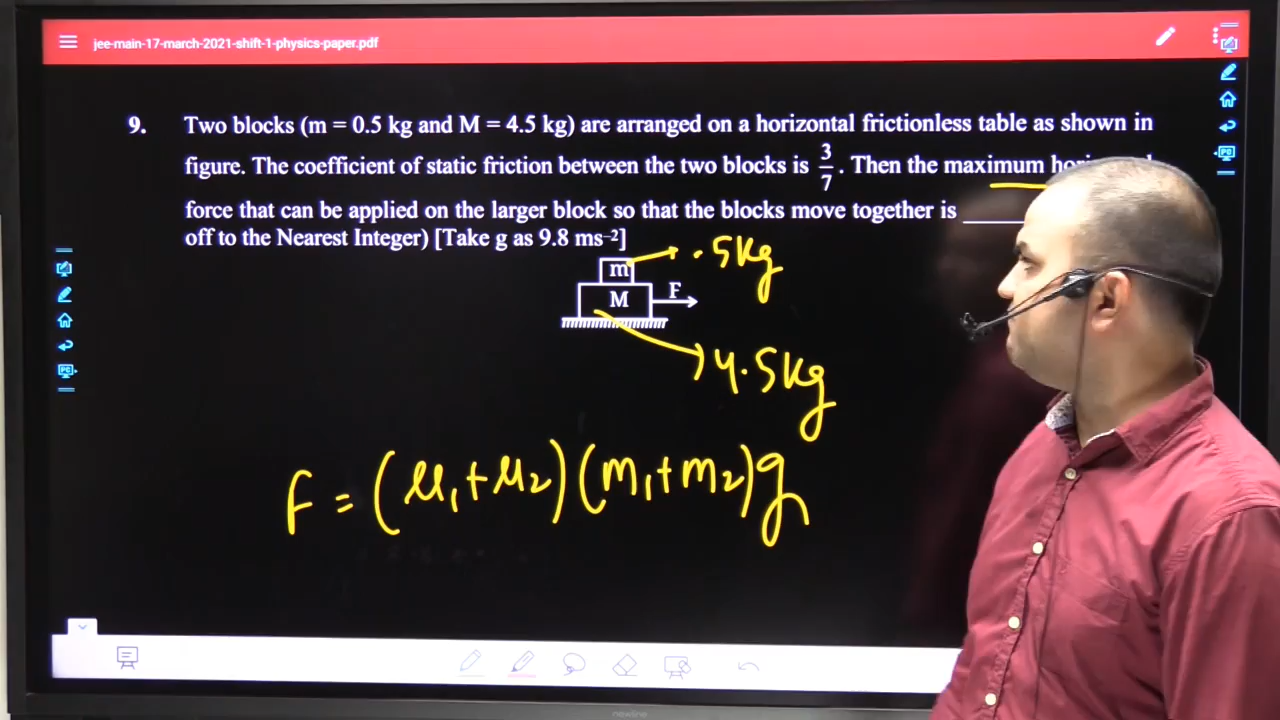 jee-main-17-march-2021-shift-1-physics-paper.pdf
9. Two blocks (m = 0.5 kg and M = 4.5 kg) are arranged on a horizontal frictionless table as shown in
figure. The coefficient of static friction between the two blocks is 3/7. Then the maximum
force that can be applied on the larger block so that the blocks move together is ______
off to the Nearest Integer) [Take g as 9.8 ms⁻²]
m → .5kg
M F
→ 4.5kg
F = (μ₁+μ₂)(m₁+m₂)g
newline